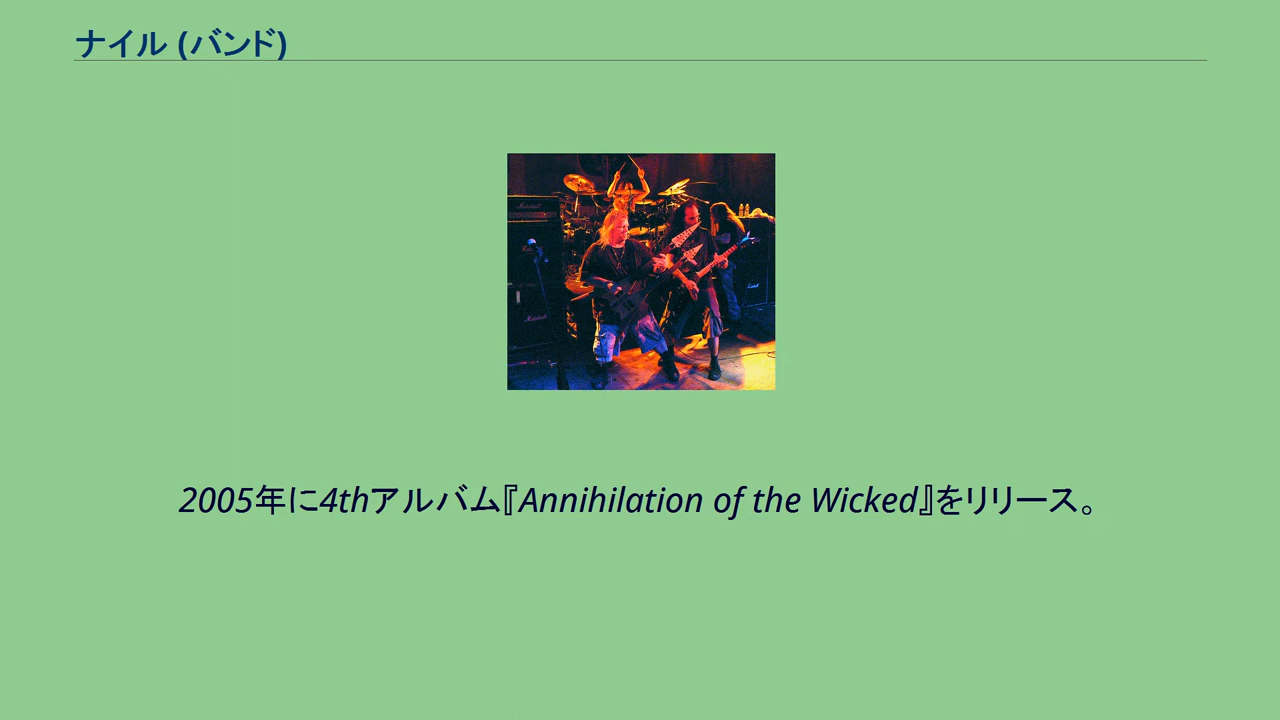 ナイル (バンド)
2005年に4thアルバム『Annihilation of the Wicked』をリリース。